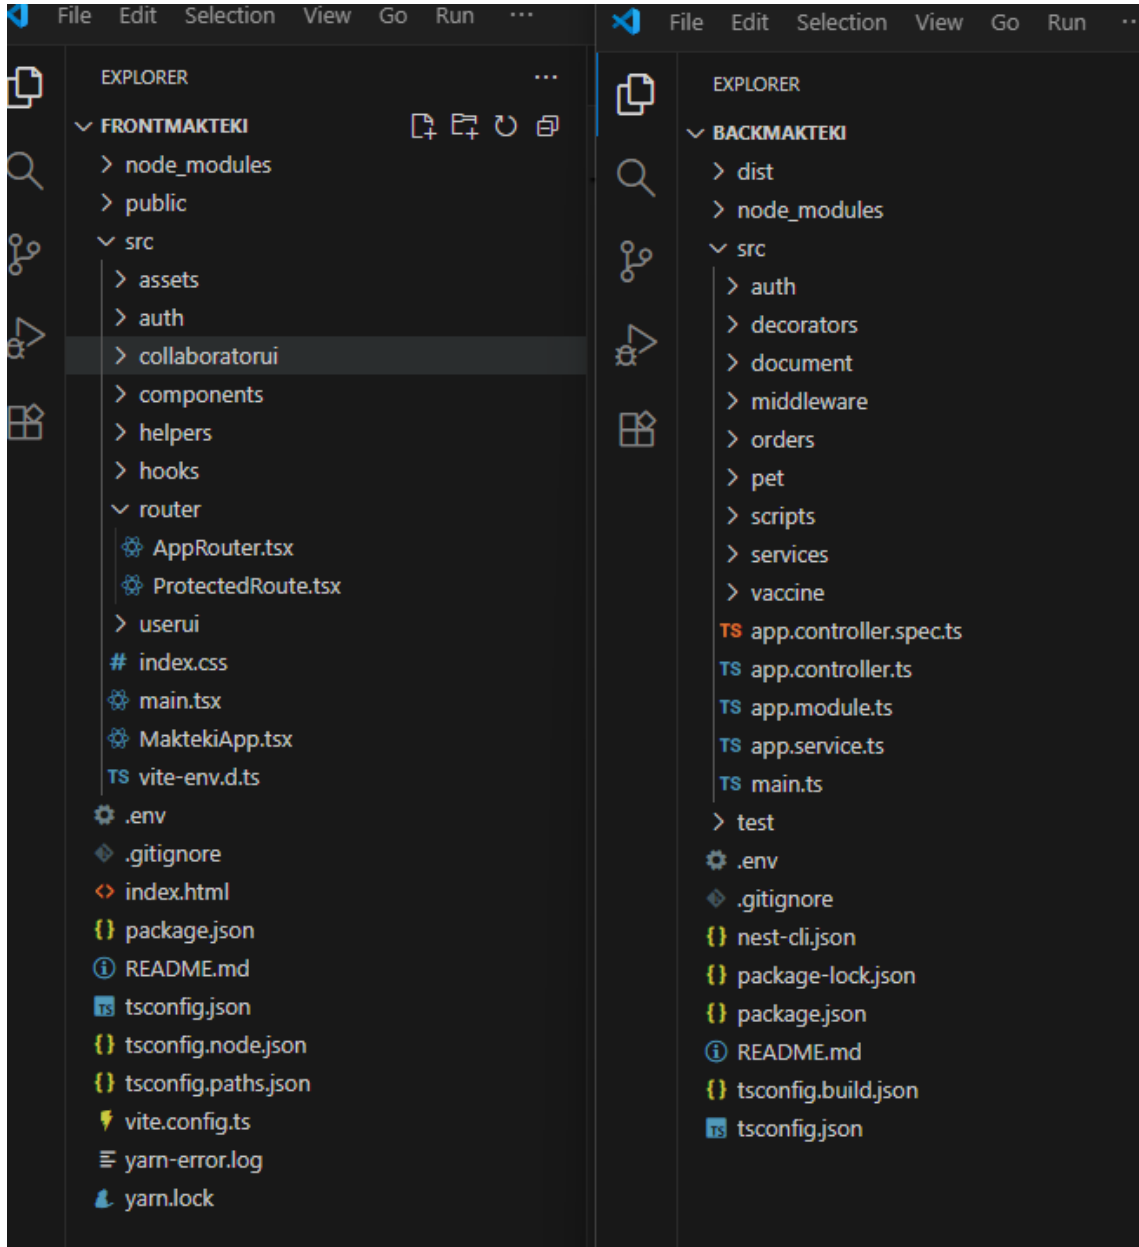 File Edit Selection View Go Run ...
EXPLORER ...
FRONTMAKTEKI
node_modules
public
src
assets
auth
collaboratorui
components
helpers
hooks
router
AppRouter.tsx
ProtectedRoute.tsx
userui
# index.css
main.tsx
MaktekiApp.tsx
TS vite-env.d.ts
.env
.gitignore
<> index.html
{} package.json
README.md
TS tsconfig.json
{} tsconfig.node.json
{} tsconfig.paths.json
vite.config.ts
yarn-error.log
yarn.lock
File Edit Selection View Go Run ..
EXPLORER
BACKMAKTEKI
dist
node_modules
src
auth
decorators
document
middleware
orders
pet
scripts
services
vaccine
TS app.controller.spec.ts
TS app.controller.ts
TS app.module.ts
TS app.service.ts
TS main.ts
test
.env
.gitignore
{} nest-cli.json
{} package-lock.json
{} package.json
README.md
{} tsconfig.build.json
TS tsconfig.json